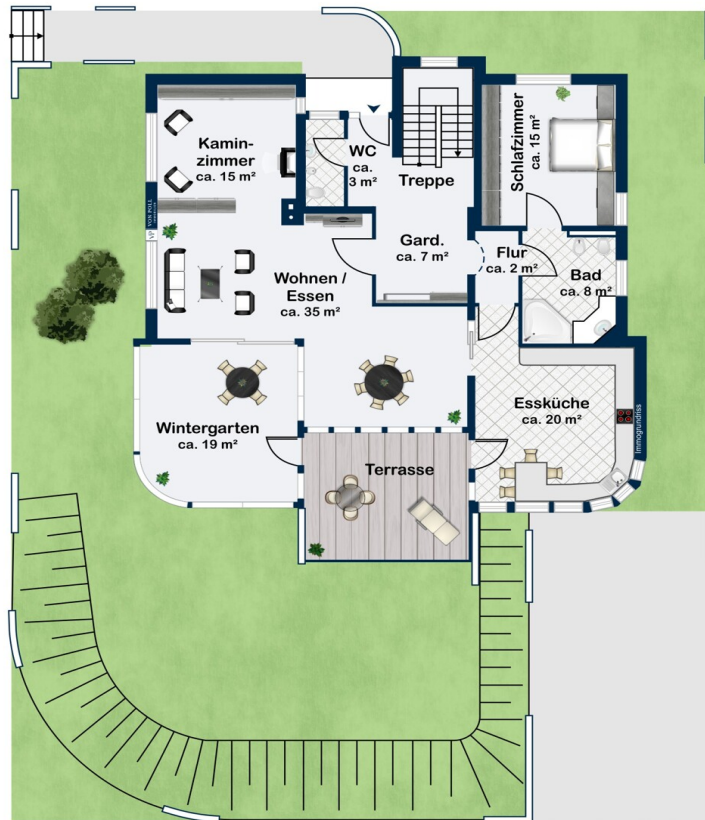 Kamin-
zimmer
ca. 15 m²
WC
ca.
3 m²
Treppe
Schlafzimmer
ca. 15 m²
VON POLL
VP
Gard.
ca. 7 m²
Flur
ca. 2 m²
Bad
ca. 8 m²
Wohnen /
Essen
ca. 35 m²
Wintergarten
ca. 19 m²
Essküche
ca. 20 m²
Immogrundriss
Terrasse